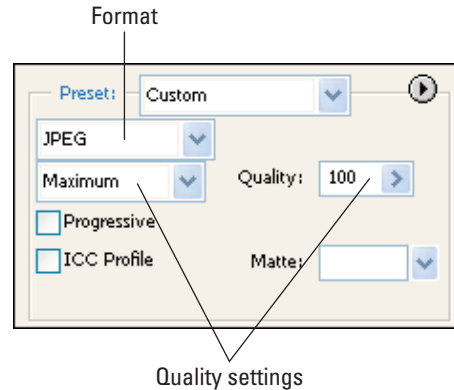 Format
Preset: Custom
JPEG
Maximum Quality: 100
Progressive
ICC Profile Matte:
Quality settings